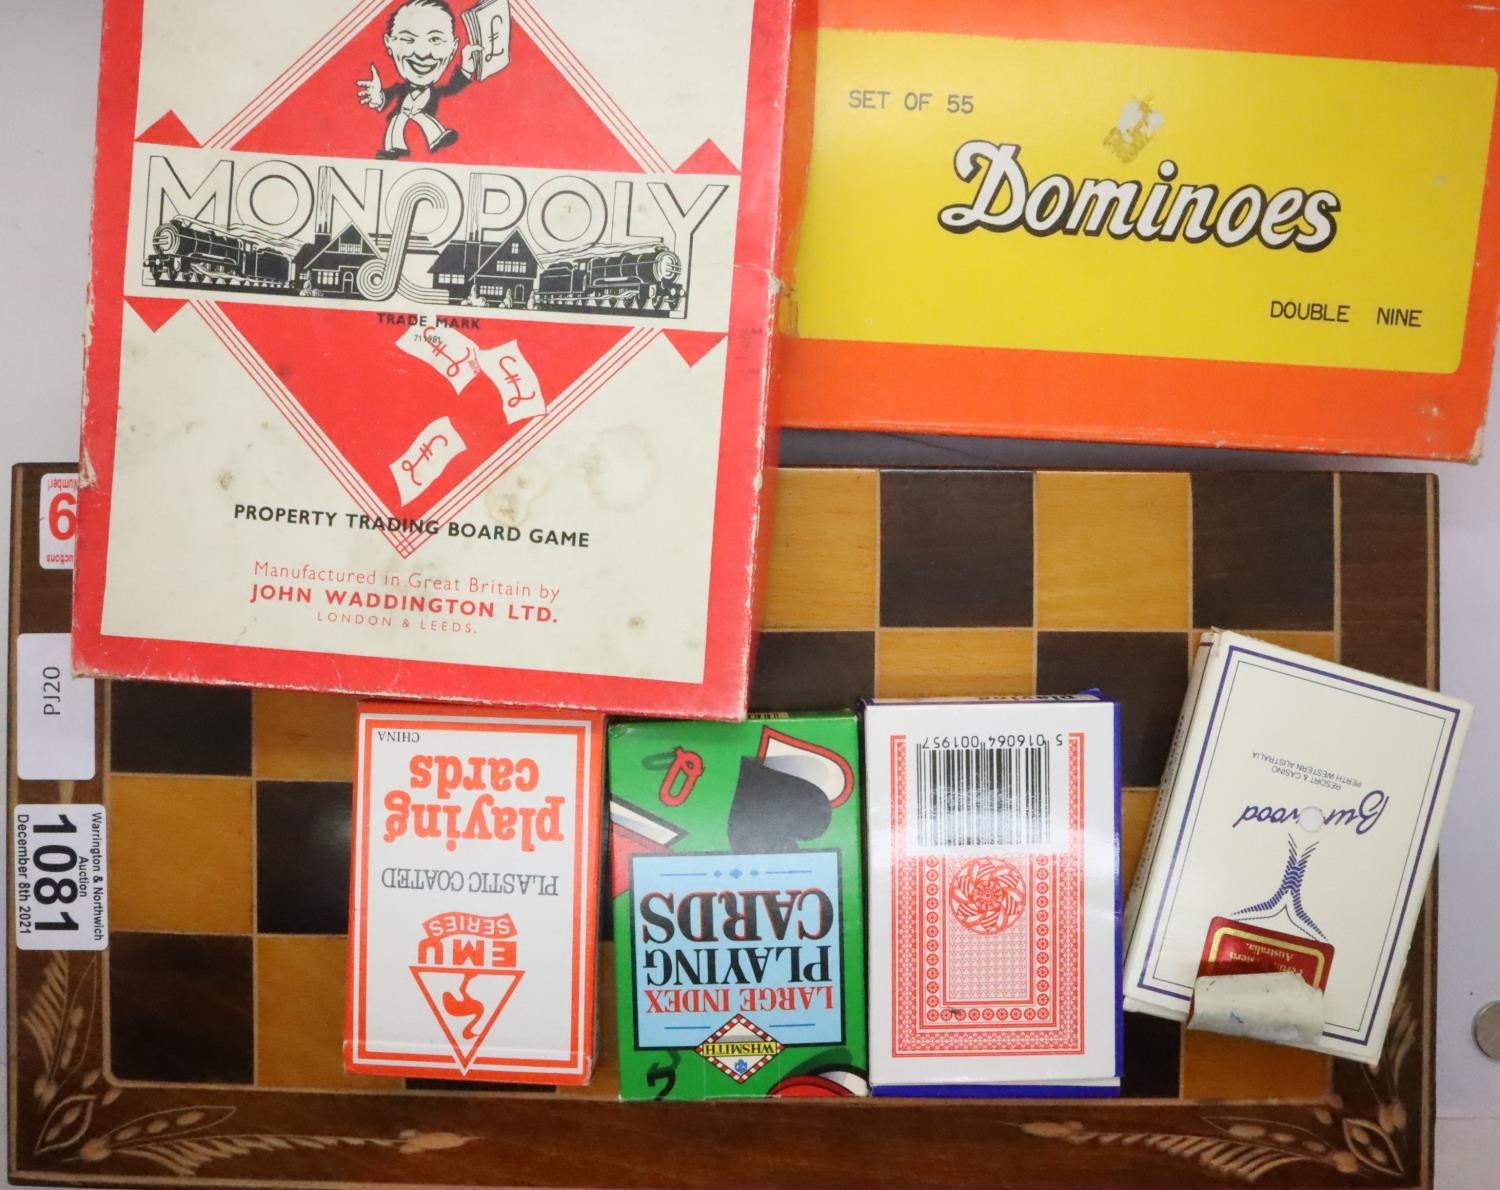 MONOPOLY
TRADE MARK
711981
PROPERTY TRADING BOARD GAME
Manufactured in Great Britain by
JOHN WADDINGTON LTD.
LONDON & LEEDS.
SET OF 55
Dominoes
DOUBLE NINE
PJ20
Warrington & Northwich
Auction
1081
December 8th 2021
EMU
SERIES
PLASTIC COATED
playing
cards
CHINA
WHSMITH
LARGE INDEX
PLAYING
CARDS
5 016064 001957
Burswood
RESORT & CASINO
PERTH WESTERN AUSTRALIA
Australia.